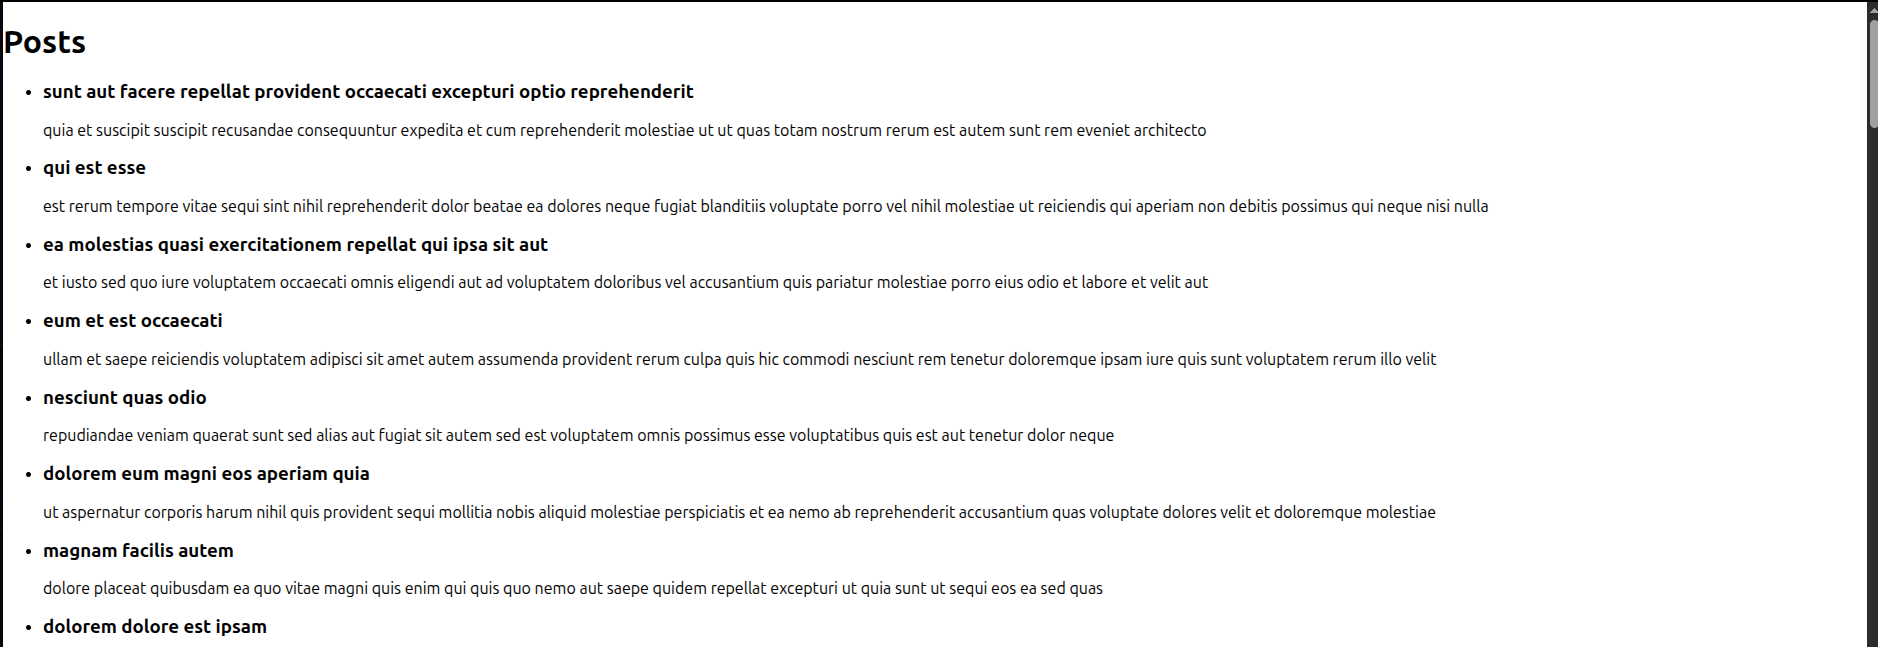 Posts
• sunt aut facere repellat provident occaecati excepturi optio reprehenderit
quia et suscipit suscipit recusandae consequuntur expedita et cum reprehenderit molestiae ut ut quas totam nostrum rerum est autem sunt rem eveniet architecto
• qui est esse
est rerum tempore vitae sequi sint nihil reprehenderit dolor beatae ea dolores neque fugiat blanditiis voluptate porro vel nihil molestiae ut reiciendis qui aperiam non debitis possimus qui neque nisi nulla
• ea molestias quasi exercitationem repellat qui ipsa sit aut
et iusto sed quo iure voluptatem occaecati omnis eligendi aut ad voluptatem doloribus vel accusantium quis pariatur molestiae porro eius odio et labore et velit aut
• eum et est occaecati
ullam et saepe reiciendis voluptatem adipisci sit amet autem assumenda provident rerum culpa quis hic commodi nesciunt rem tenetur doloremque ipsam iure quis sunt voluptatem rerum illo velit
• nesciunt quas odio
repudiandae veniam quaerat sunt sed alias aut fugiat sit autem sed est voluptatem omnis possimus esse voluptatibus quis est aut tenetur dolor neque
• dolorem eum magni eos aperiam quia
ut aspernatur corporis harum nihil quis provident sequi mollitia nobis aliquid molestiae perspiciatis et ea nemo ab reprehenderit accusantium quas voluptate dolores velit et doloremque molestiae
• magnam facilis autem
dolore placeat quibusdam ea quo vitae magni quis enim qui quis quo nemo aut saepe quidem repellat excepturi ut quia sunt ut sequi eos ea sed quas
• dolorem dolore est ipsam